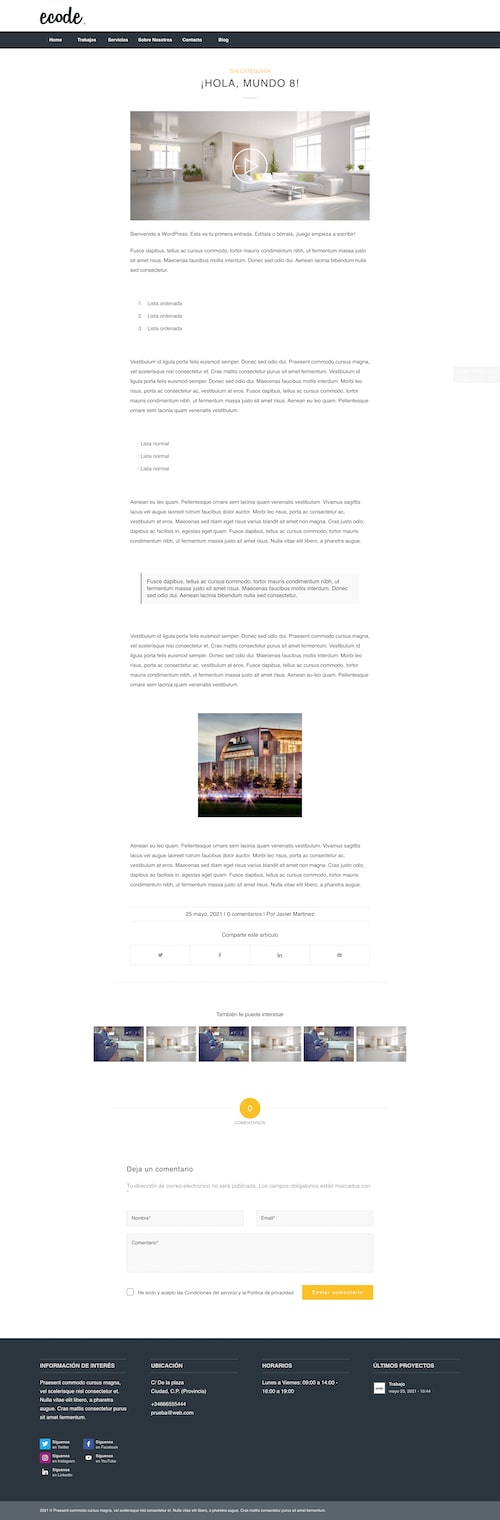 ecode.
Home Trabajos Servicios Sobre Nosotros Contacto Blog
SIN CATEGORÍA
¡HOLA, MUNDO 8!
Bienvenido a WordPress. Esta es tu primera entrada. Edítala o bórrala, ¡luego empieza a escribir!
Fusce dapibus, tellus ac cursus commodo, tortor mauris condimentum nibh, ut fermentum massa justo
sit amet risus. Maecenas faucibus mollis interdum. Donec sed odio dui. Aenean lacinia bibendum nulla
sed consectetur.
1. Lista ordenada
2. Lista ordenada
3. Lista ordenada
Vestibulum id ligula porta felis euismod semper. Donec sed odio dui. Praesent commodo cursus magna,
vel scelerisque nisl consectetur et. Cras mattis consectetur purus sit amet fermentum. Vestibulum id
ligula porta felis euismod semper. Donec sed odio dui. Maecenas faucibus mollis interdum. Morbi leo
risus, porta ac consectetur ac, vestibulum at eros. Fusce dapibus, tellus ac cursus commodo, tortor
mauris condimentum nibh, ut fermentum massa justo sit amet risus. Aenean eu leo quam. Pellentesque
ornare sem lacinia quam venenatis vestibulum.
· Lista normal
· Lista normal
· Lista normal
Aenean eu leo quam. Pellentesque ornare sem lacinia quam venenatis vestibulum. Vivamus sagittis
lacus vel augue laoreet rutrum faucibus dolor auctor. Morbi leo risus, porta ac consectetur ac,
vestibulum at eros. Maecenas sed diam eget risus varius blandit sit amet non magna. Cras justo odio,
dapibus ac facilisis in, egestas eget quam. Fusce dapibus, tellus ac cursus commodo, tortor mauris
condimentum nibh, ut fermentum massa justo sit amet risus. Nulla vitae elit libero, a pharetra augue.
Fusce dapibus, tellus ac cursus commodo, tortor mauris condimentum nibh, ut
fermentum massa justo sit amet risus. Maecenas faucibus mollis interdum. Donec
sed odio dui. Aenean lacinia bibendum nulla sed consectetur.
Vestibulum id ligula porta felis euismod semper. Donec sed odio dui. Praesent commodo cursus magna,
vel scelerisque nisl consectetur et. Cras mattis consectetur purus sit amet fermentum. Vestibulum id
ligula porta felis euismod semper. Donec sed odio dui. Maecenas faucibus mollis interdum. Morbi leo
risus, porta ac consectetur ac, vestibulum at eros. Fusce dapibus, tellus ac cursus commodo, tortor
mauris condimentum nibh, ut fermentum massa justo sit amet risus. Aenean eu leo quam. Pellentesque
ornare sem lacinia quam venenatis vestibulum.
Aenean eu leo quam. Pellentesque ornare sem lacinia quam venenatis vestibulum. Vivamus sagittis
lacus vel augue laoreet rutrum faucibus dolor auctor. Morbi leo risus, porta ac consectetur ac,
vestibulum at eros. Maecenas sed diam eget risus varius blandit sit amet non magna. Cras justo odio,
dapibus ac facilisis in, egestas eget quam. Fusce dapibus, tellus ac cursus commodo, tortor mauris
condimentum nibh, ut fermentum massa justo sit amet risus. Nulla vitae elit libero, a pharetra augue.
25 mayo, 2021 | 0 comentarios | Por Javier Martinez
Comparte este artículo
También te puede interesar
0
COMENTARIOS
Deja un comentario
Tu dirección de correo electrónico no será publicada. Los campos obligatorios están marcados con
*
Nombre* Email*
Comentario*
He leído y acepto las Condiciones del servicio y la Política de privacidad Enviar comentario
INFORMACIÓN DE INTERÉS
Praesent commodo cursus magna,
vel scelerisque nisl consectetur et.
Nulla vitae elit libero, a pharetra
augue. Cras mattis consectetur purus
sit amet fermentum.
Síguenos en Twitter
Síguenos en Facebook
Síguenos en Instagram
Síguenos en YouTube
Síguenos en Linkedin
UBICACIÓN
C/ De la plaza
Ciudad, C.P. (Provincia)
+34666555444
prueba@web.com
HORARIOS
Lunes a Viernes: 09:00 a 14:00 -
16:00 a 19:00
ÚLTIMOS PROYECTOS
Trabajo
mayo 25, 2021 - 10:44
2021 © Praesent commodo cursus magna, vel scelerisque nisl consectetur et. Nulla vitae elit libero, a pharetra augue. Cras mattis consectetur purus sit amet fermentum.